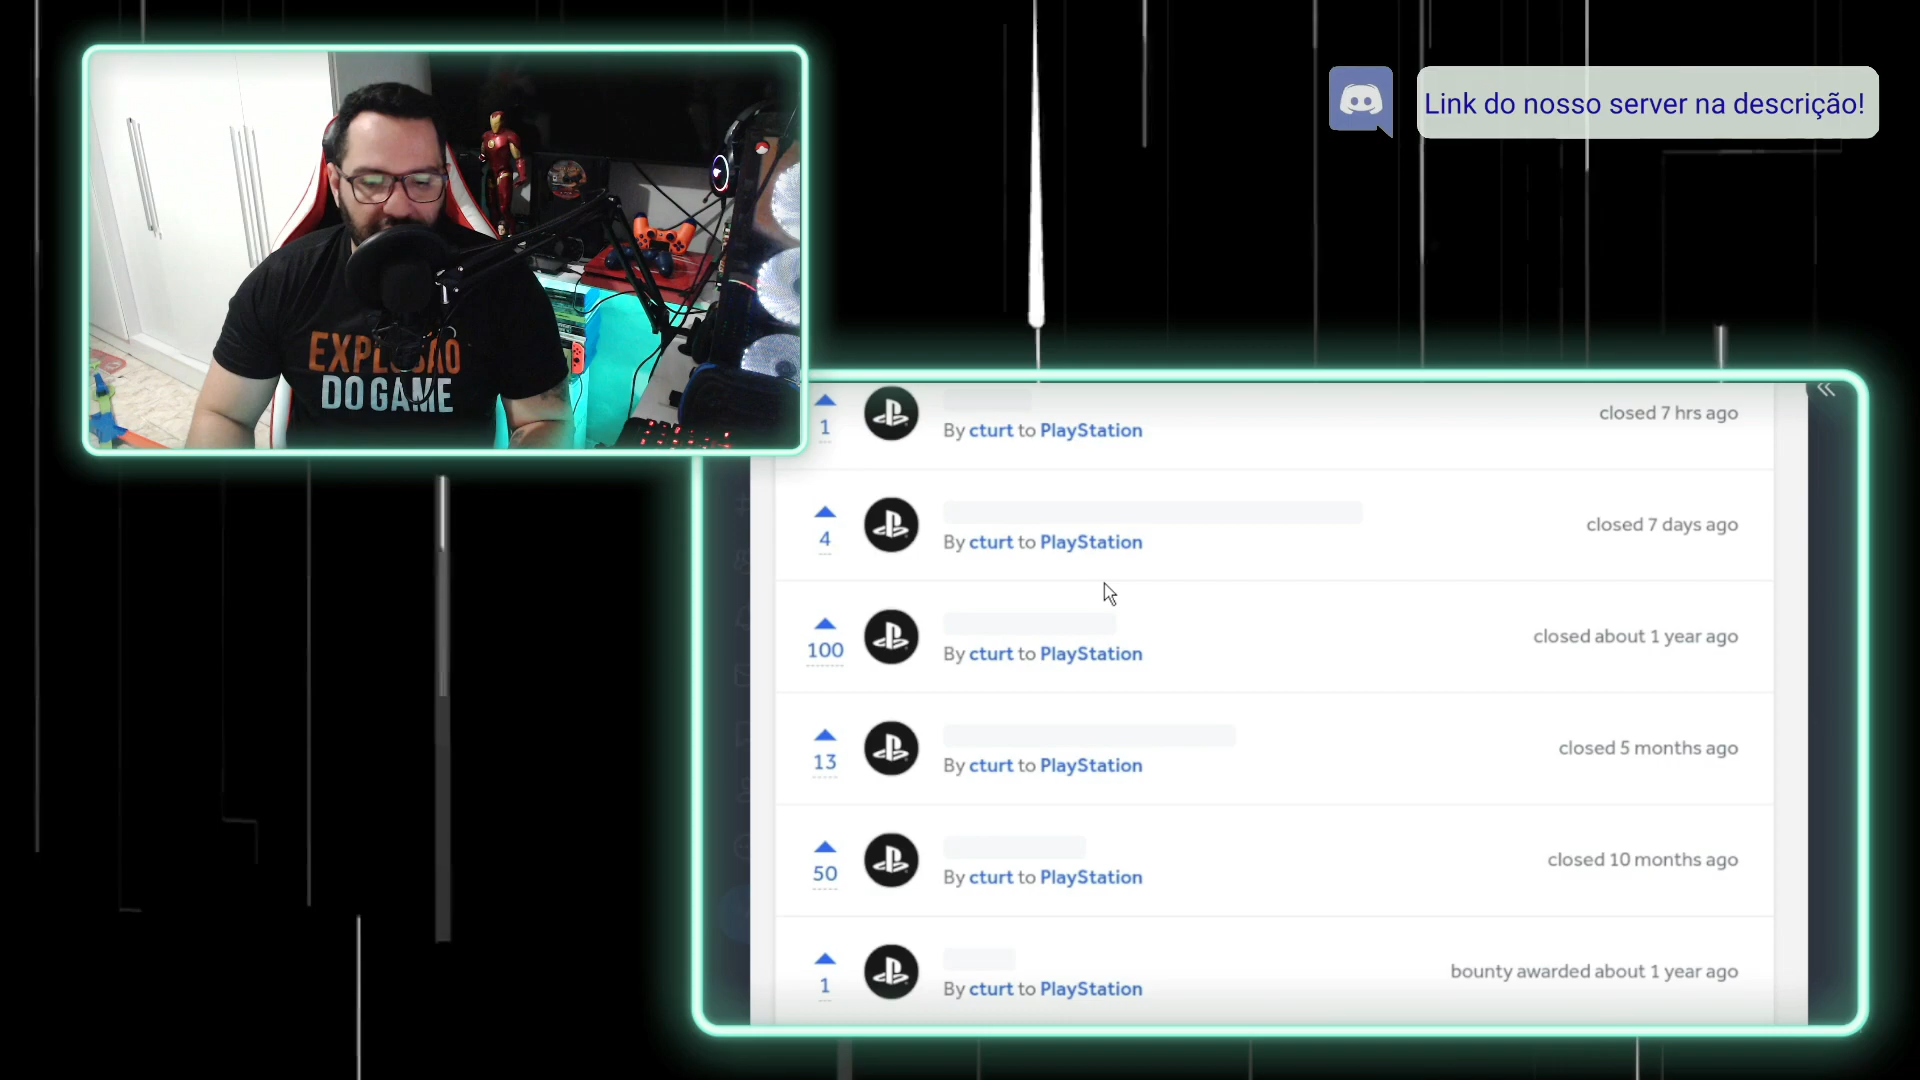 Link do nosso server na descrição!
EXPLOSÃO
DO GAME
1
By cturt to PlayStation
closed 7 hrs ago
4
By cturt to PlayStation
closed 7 days ago
100
By cturt to PlayStation
closed about 1 year ago
13
By cturt to PlayStation
closed 5 months ago
50
By cturt to PlayStation
closed 10 months ago
1
By cturt to PlayStation
bounty awarded about 1 year ago